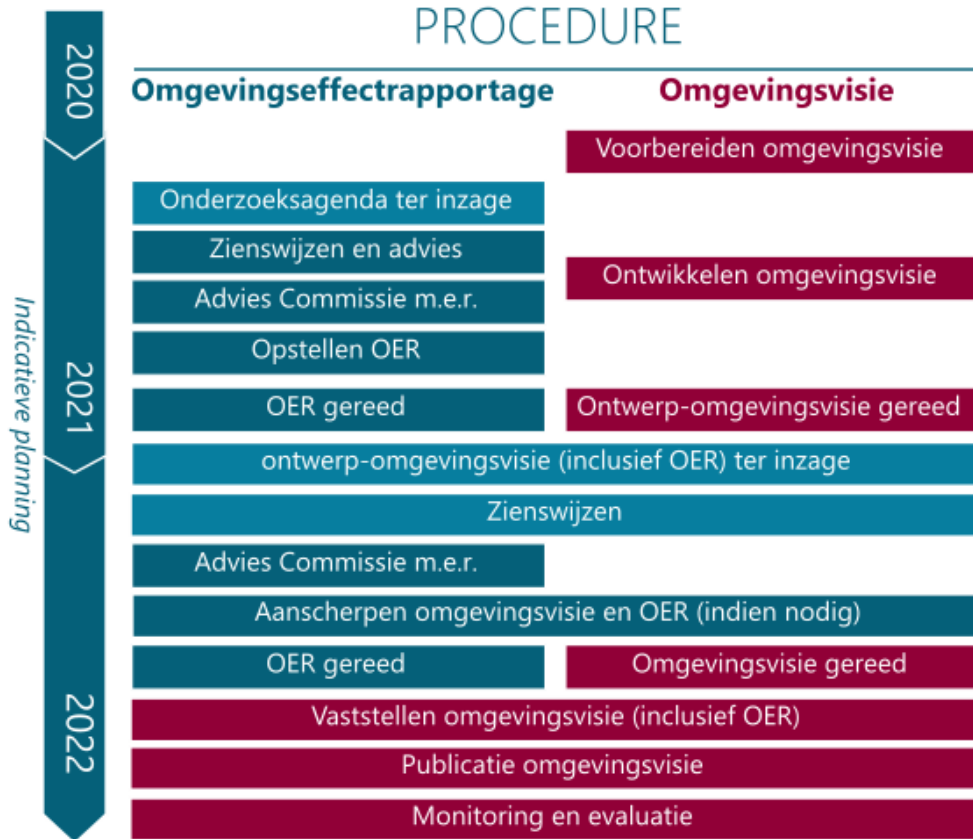 PROCEDURE
Omgevingseffectrapportage
Omgevingsvisie
2020
Voorbereiden omgevingsvisie
Onderzoeksagenda ter inzage
Zienswijzen en advies
Ontwikkelen omgevingsvisie
Advies Commissie m.e.r.
Indicatieve planning
2021
Opstellen OER
OER gereed
Ontwerp-omgevingsvisie gereed
ontwerp-omgevingsvisie (inclusief OER) ter inzage
Zienswijzen
Advies Commissie m.e.r.
Aanscherpen omgevingsvisie en OER (indien nodig)
OER gereed
Omgevingsvisie gereed
2022
Vaststellen omgevingsvisie (inclusief OER)
Publicatie omgevingsvisie
Monitoring en evaluatie